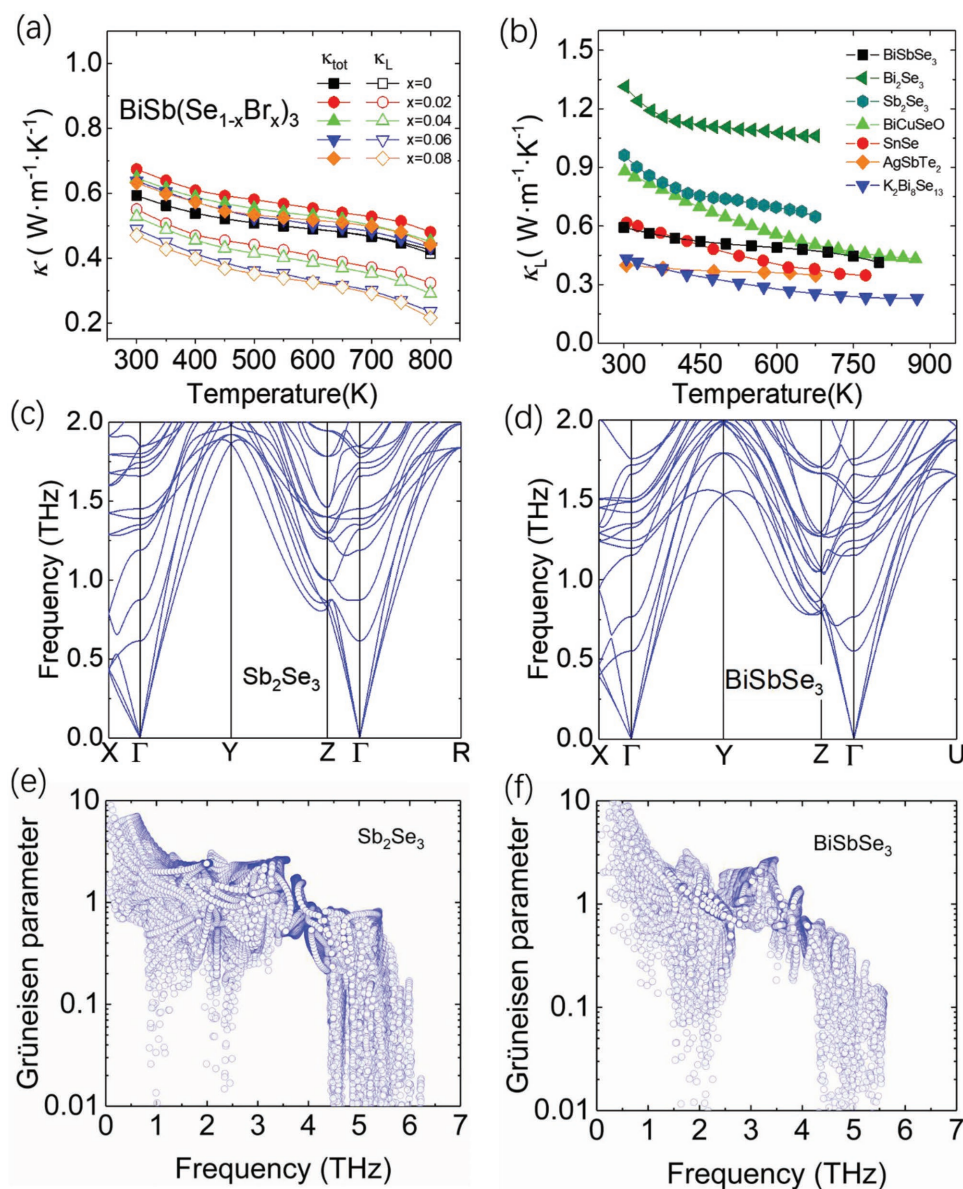 (a)
1.0
0.8
0.6
0.4
0.2
κ( W·m⁻¹·K⁻¹)
BiSb(Se₁₋ₓBrₓ)₃
κtot κL
x=0
x=0.02
x=0.04
x=0.06
x=0.08
300 400 500 600 700 800
Temperature(K)
(b)
1.5
1.2
0.9
0.6
0.3
0.0
κL( W·m⁻¹·K⁻¹)
BiSbSe₃
Bi₂Se₃
Sb₂Se₃
BiCuSeO
SnSe
AgSbTe₂
K₂Bi₈Se₁₃
300 450 600 750 900
Temperature(K)
(c)
2.0
1.5
1.0
0.5
0.0
Frequency (THz)
Sb₂Se₃
X Γ Y Z Γ R
(d)
2.0
1.5
1.0
0.5
0.0
Frequency (THz)
BiSbSe₃
X Γ Y Z Γ U
(e)
10
1
0.1
0.01
Grüneisen parameter
Sb₂Se₃
0 1 2 3 4 5 6 7
Frequency (THz)
(f)
10
1
0.1
0.01
Grüneisen parameter
BiSbSe₃
0 1 2 3 4 5 6 7
Frequency (THz)